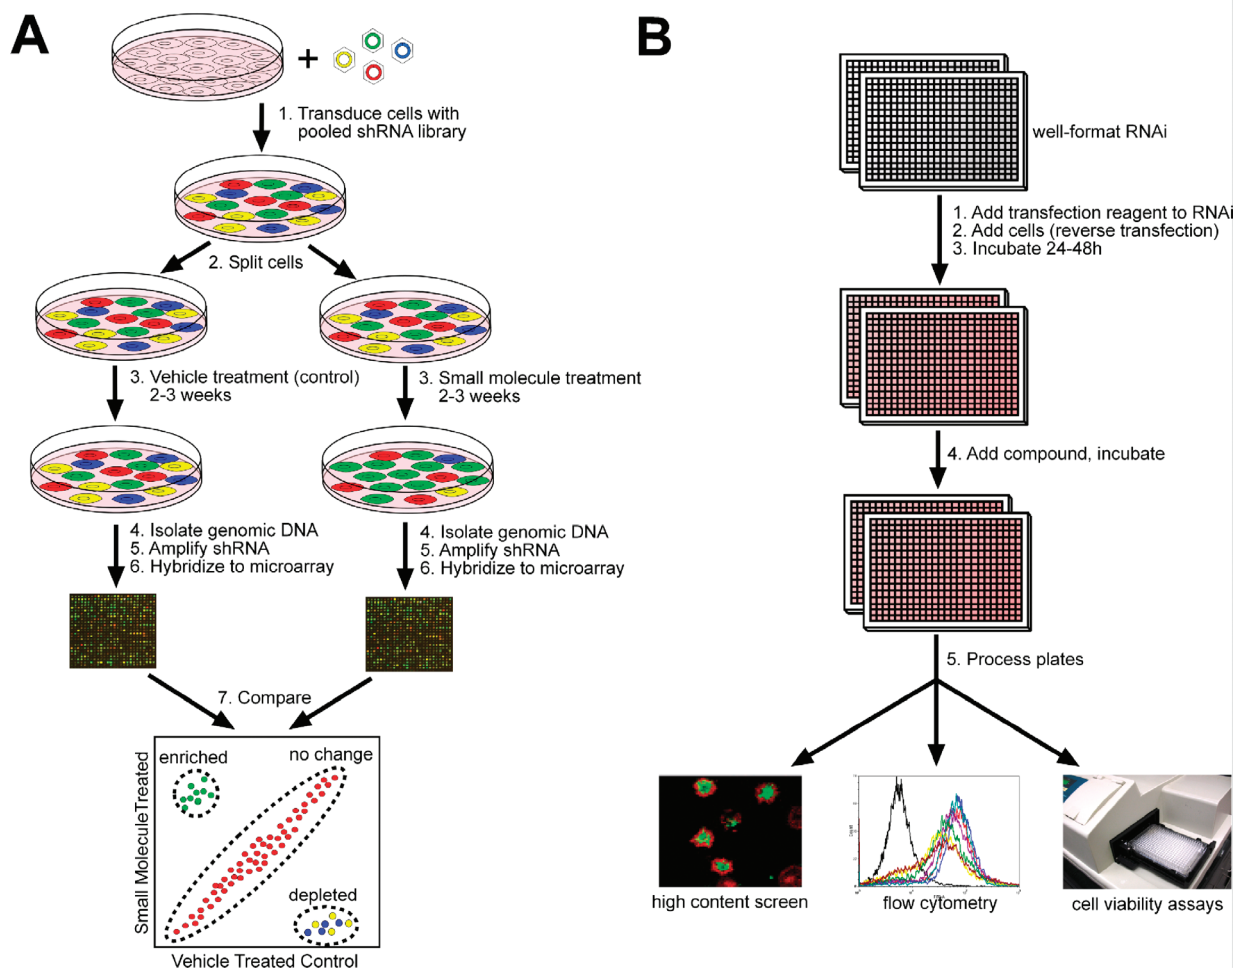 A
+
1. Transduce cells with
pooled shRNA library
2. Split cells
3. Vehicle treatment (control)
2-3 weeks
3. Small molecule treatment
2-3 weeks
4. Isolate genomic DNA
5. Amplify shRNA
6. Hybridize to microarray
4. Isolate genomic DNA
5. Amplify shRNA
6. Hybridize to microarray
7. Compare
enriched
no change
depleted
Small MoleculeTreated
Vehicle Treated Control
B
well-format RNAi
1. Add transfection reagent to RNAi
2. Add cells (reverse transfection)
3. Incubate 24-48h
4. Add compound, incubate
5. Process plates
high content screen
flow cytometry
cell viability assays